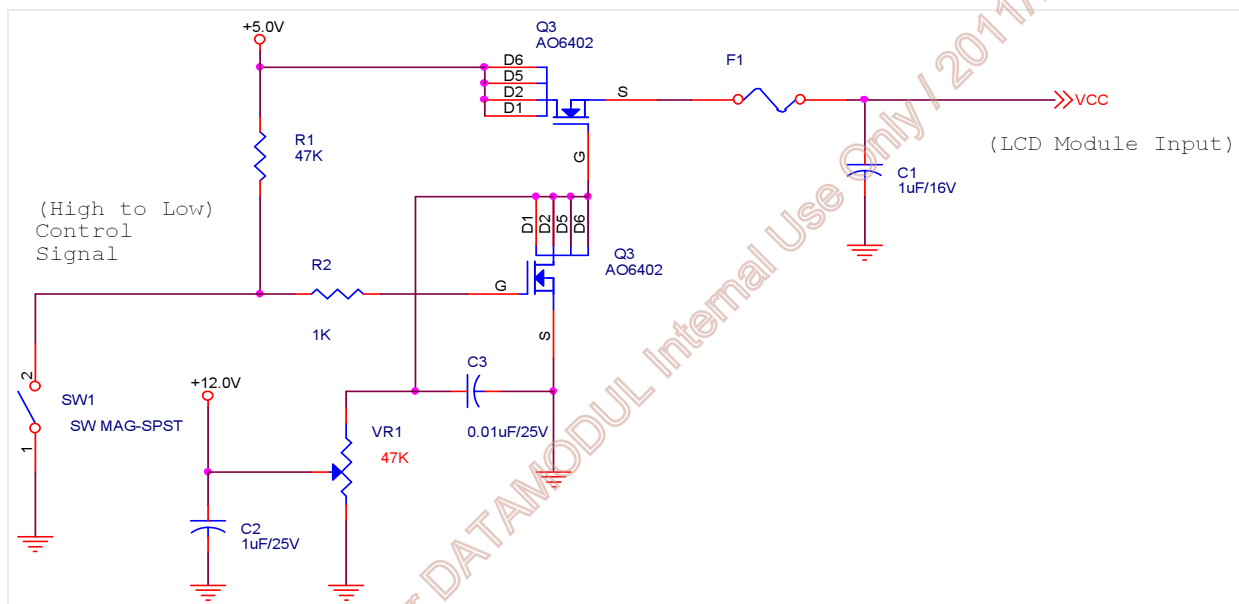 +5.0V
Q3
AO6402
D6
D5
D2
D1
S
G
F1
VCC
(LCD Module Input)
C1
1uF/16V
R1
47K
(High to Low)
Control
Signal
D1
D2
D5
D6
Q3
AO6402
R2
1K
G
S
C3
0.01uF/25V
+12.0V
2
SW1
SW MAG-SPST
1
VR1
47K
C2
1uF/25V
r DATAMODUL Internal Use Only / 2011/